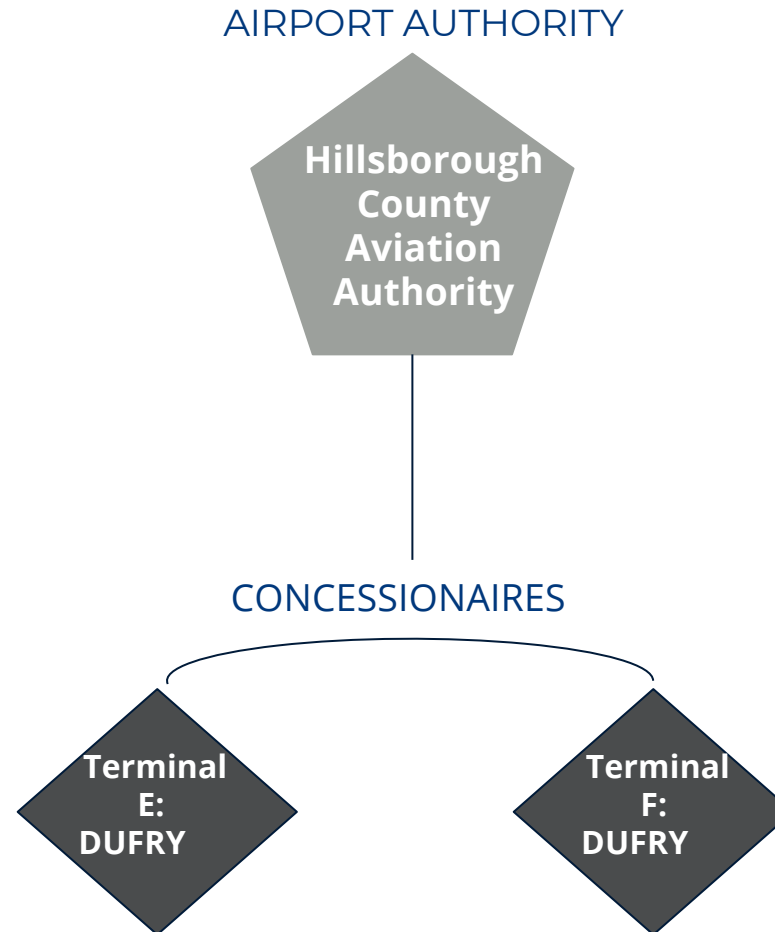 AIRPORT AUTHORITY
Hillsborough
County
Aviation
Authority
CONCESSIONAIRES
Terminal
E:
DUFRY
Terminal
F:
DUFRY